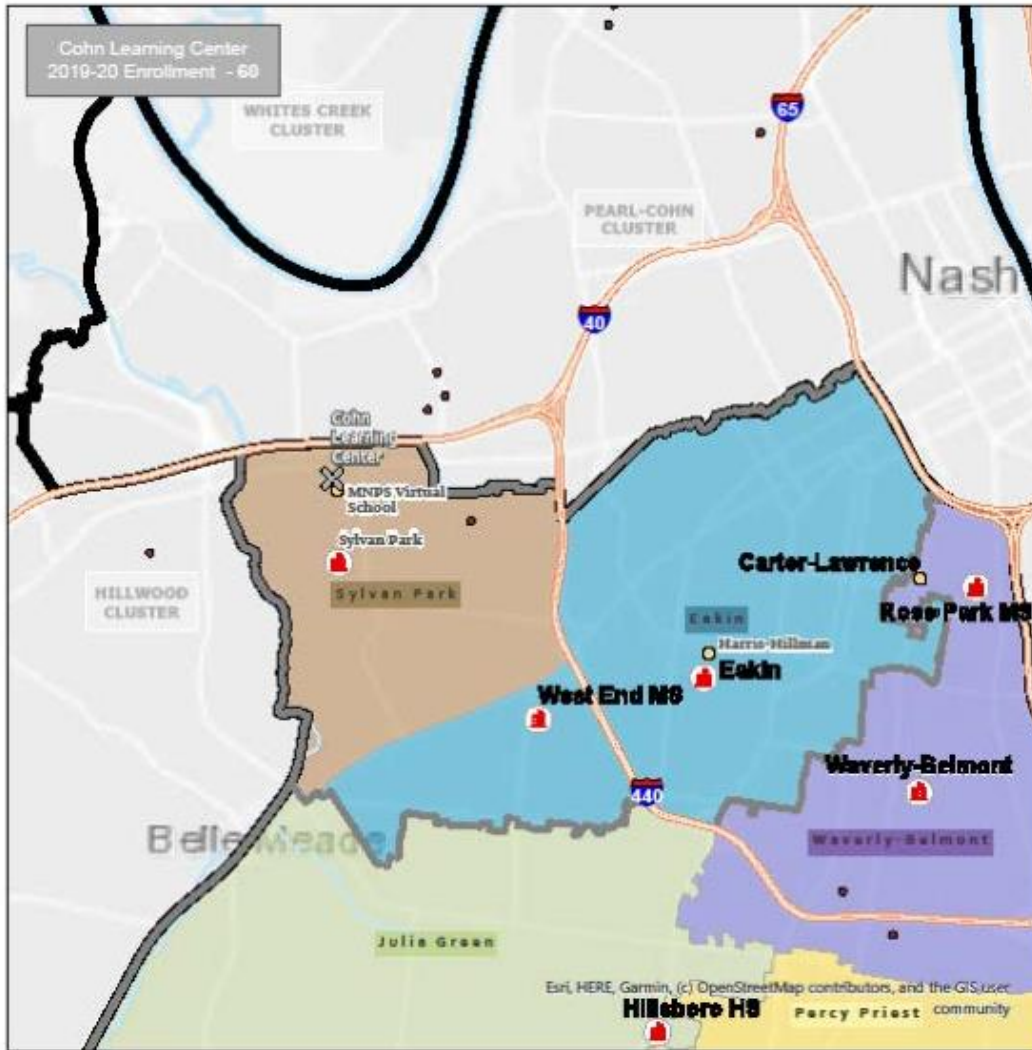 Cohn Learning Center
2019-20 Enrollment - 60
WHITES CREEK
CLUSTER
65
PEARL-COHN
CLUSTER
Nash
40
Cohn
Learning
Center
MNPS Virtual
School
Sylvan Park
Sylvan Park
HILLWOOD
CLUSTER
Carter-Lawrence
Rose Park MS
Eakin
Harris-Hillman
Eakin
West End MS
Waverly-Belmont
440
Belle Meade
Waverly-Belmont
Julia Green
Esri, HERE, Garmin, (c) OpenStreetMap contributors, and the GIS user
community
Hillsboro HS
Percy Priest